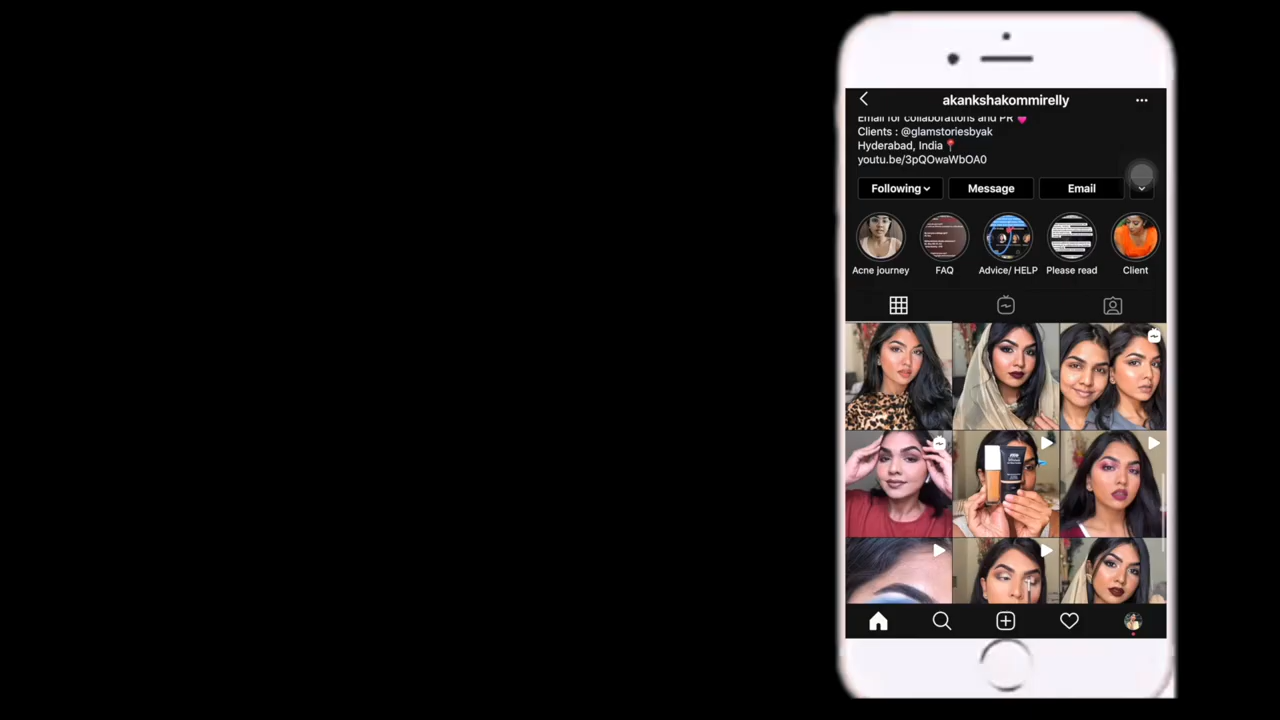 akankshakommirelly
Email for collaborations and PR
Clients : @glamstoriesbyak
Hyderabad, India
youtu.be/3pQOwaWbOA0
Following
Message
Email
Acne journey
FAQ
Advice/ HELP
Please read
Client